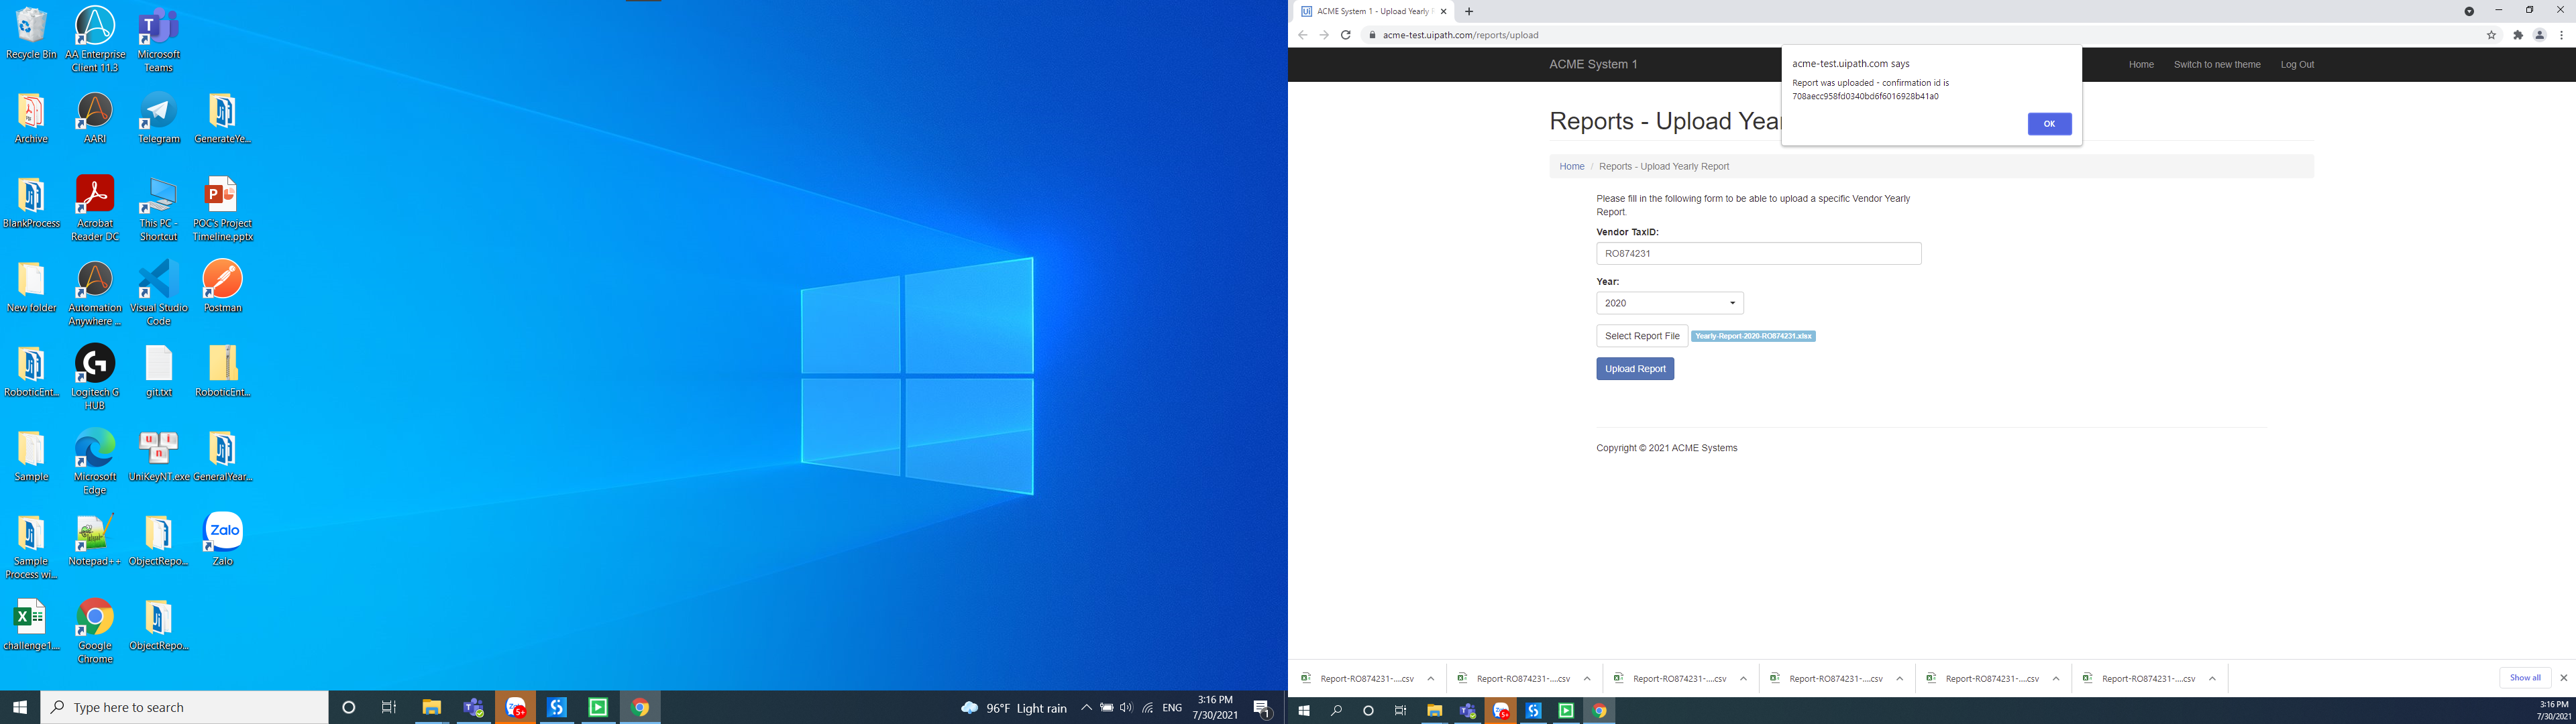 Recycle Bin
AA Enterprise
Client 11.3
Microsoft
Teams
Archive
AARI
Telegram
GenerateYe...
BlankProcess
Acrobat
Reader DC
This PC -
Shortcut
POC's Project
Timeline.pptx
New folder
Automation
Anywhere ...
Visual Studio
Code
Postman
RoboticEnt...
Logitech G
HUB
git.txt
RoboticEnt...
Sample
Microsoft
Edge
UniKeyNT.exe
GeneralYear...
Sample
Process wi...
Notepad++
ObjectRepo...
Zalo
Zalo
challenge1....
Google
Chrome
ObjectRepo...
Type here to search
5+
96°F Light rain
ENG
3:16 PM
7/30/2021
1
ACME System 1 - Upload Yearly
acme-test.uipath.com/reports/upload
ACME System 1
Home
Switch to new theme
Log Out
acme-test.uipath.com says
Report was uploaded - confirmation id is
708aecc958fd0340bd6f6016928b41a0
OK
Reports - Upload Year
Home / Reports - Upload Yearly Report
Please fill in the following form to be able to upload a specific Vendor Yearly
Report.
Vendor TaxID:
RO874231
Year:
2020
Select Report File
Yearly-Report-2020-RO874231.xlsx
Upload Report
Copyright © 2021 ACME Systems
Report-RO874231-....csv
Report-RO874231-....csv
Report-RO874231-....csv
Report-RO874231-....csv
Report-RO874231-....csv
Report-RO874231-....csv
Show all
5+
3:16 PM
7/30/2021